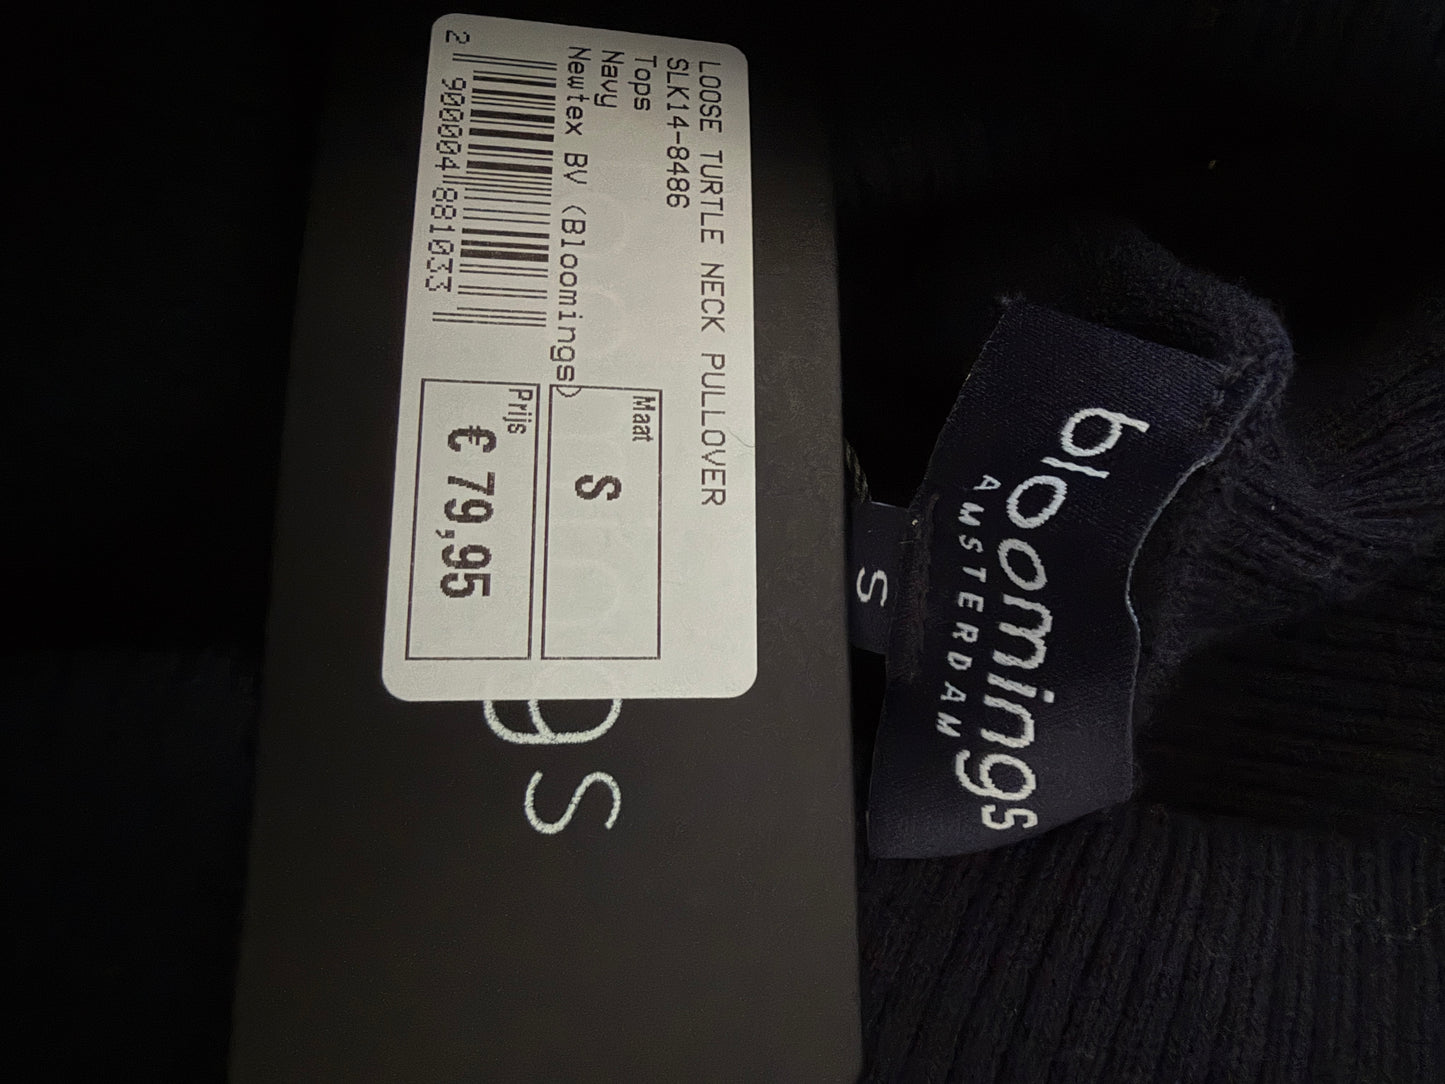 LOOSE TURTLE NECK PULLOVER
SLK14-8486
Tops
Navy
Newtex BV (Bloomings)
2 900004 881033
Maat
S
Prijs
€ 79,95
gs
bloomings
AMSTERDAM
S